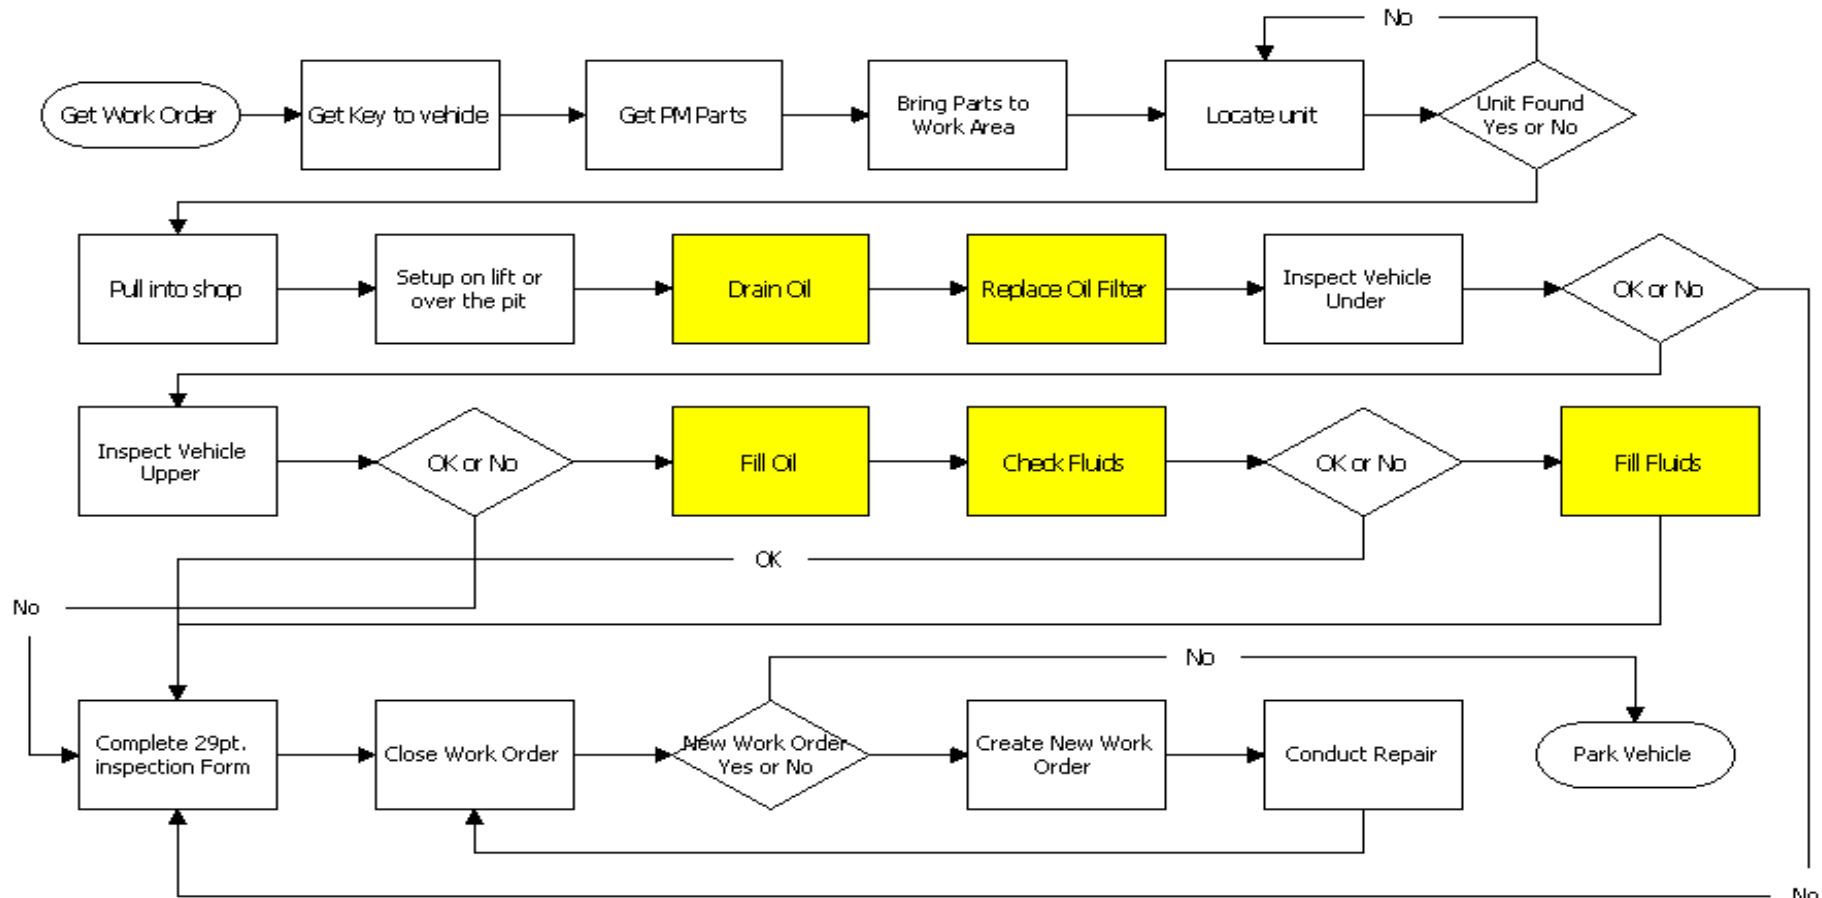 No
Get Work Order
Get Key to vehicle
Get PM Parts
Bring Parts to
Work Area
Locate unit
Unit Found
Yes or No
Pull into shop
Setup on lift or
over the pit
Drain Oil
Replace Oil Filter
Inspect Vehicle
Under
OK or No
Inspect Vehicle
Upper
OK or No
Fill Oil
Check Fluids
OK or No
Fill Fluids
OK
No
No
Complete 29pt.
inspection Form
Close Work Order
New Work Order
Yes or No
Create New Work
Order
Conduct Repair
Park Vehicle
No